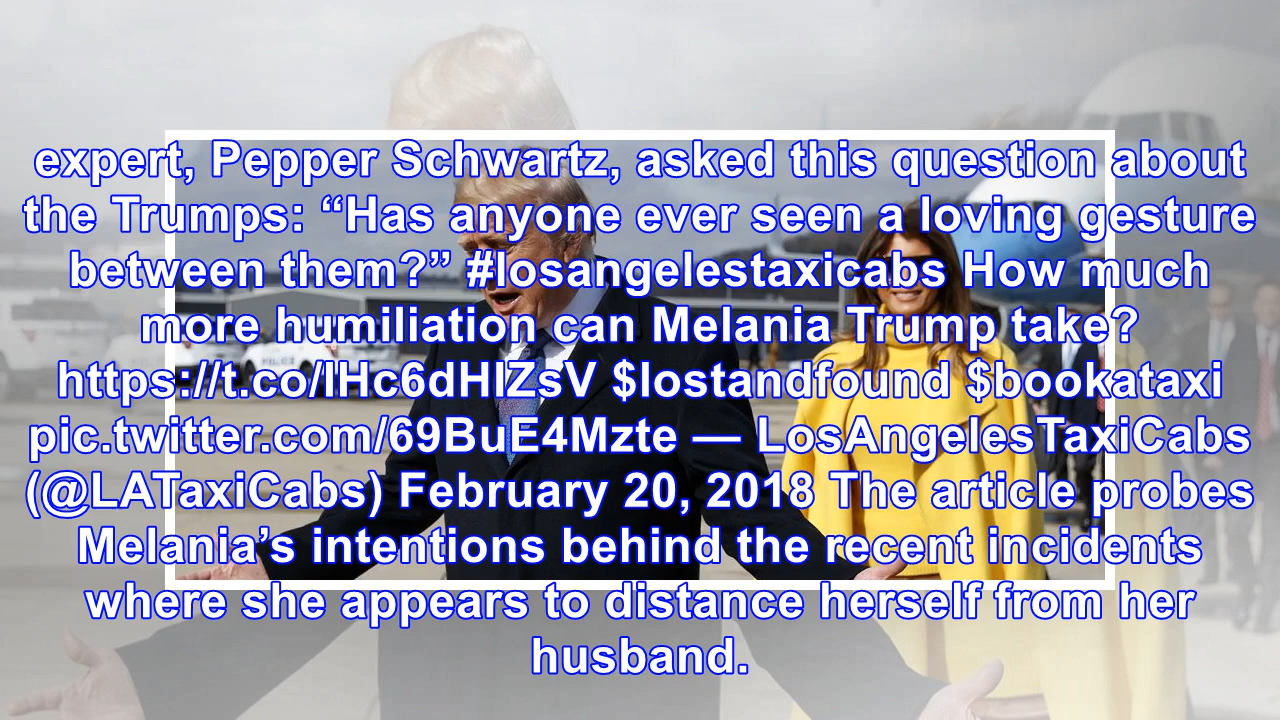 expert, Pepper Schwartz, asked this question about
the Trumps: “Has anyone ever seen a loving gesture
between them?” #losangelestaxicabs How much
more humiliation can Melania Trump take?
https://t.co/IHc6dHIZsV $lostandfound $bookataxi
pic.twitter.com/69BuE4Mzte — LosAngelesTaxiCabs
(@LATaxiCabs) February 20, 2018 The article probes
Melania’s intentions behind the recent incidents
where she appears to distance herself from her
husband.